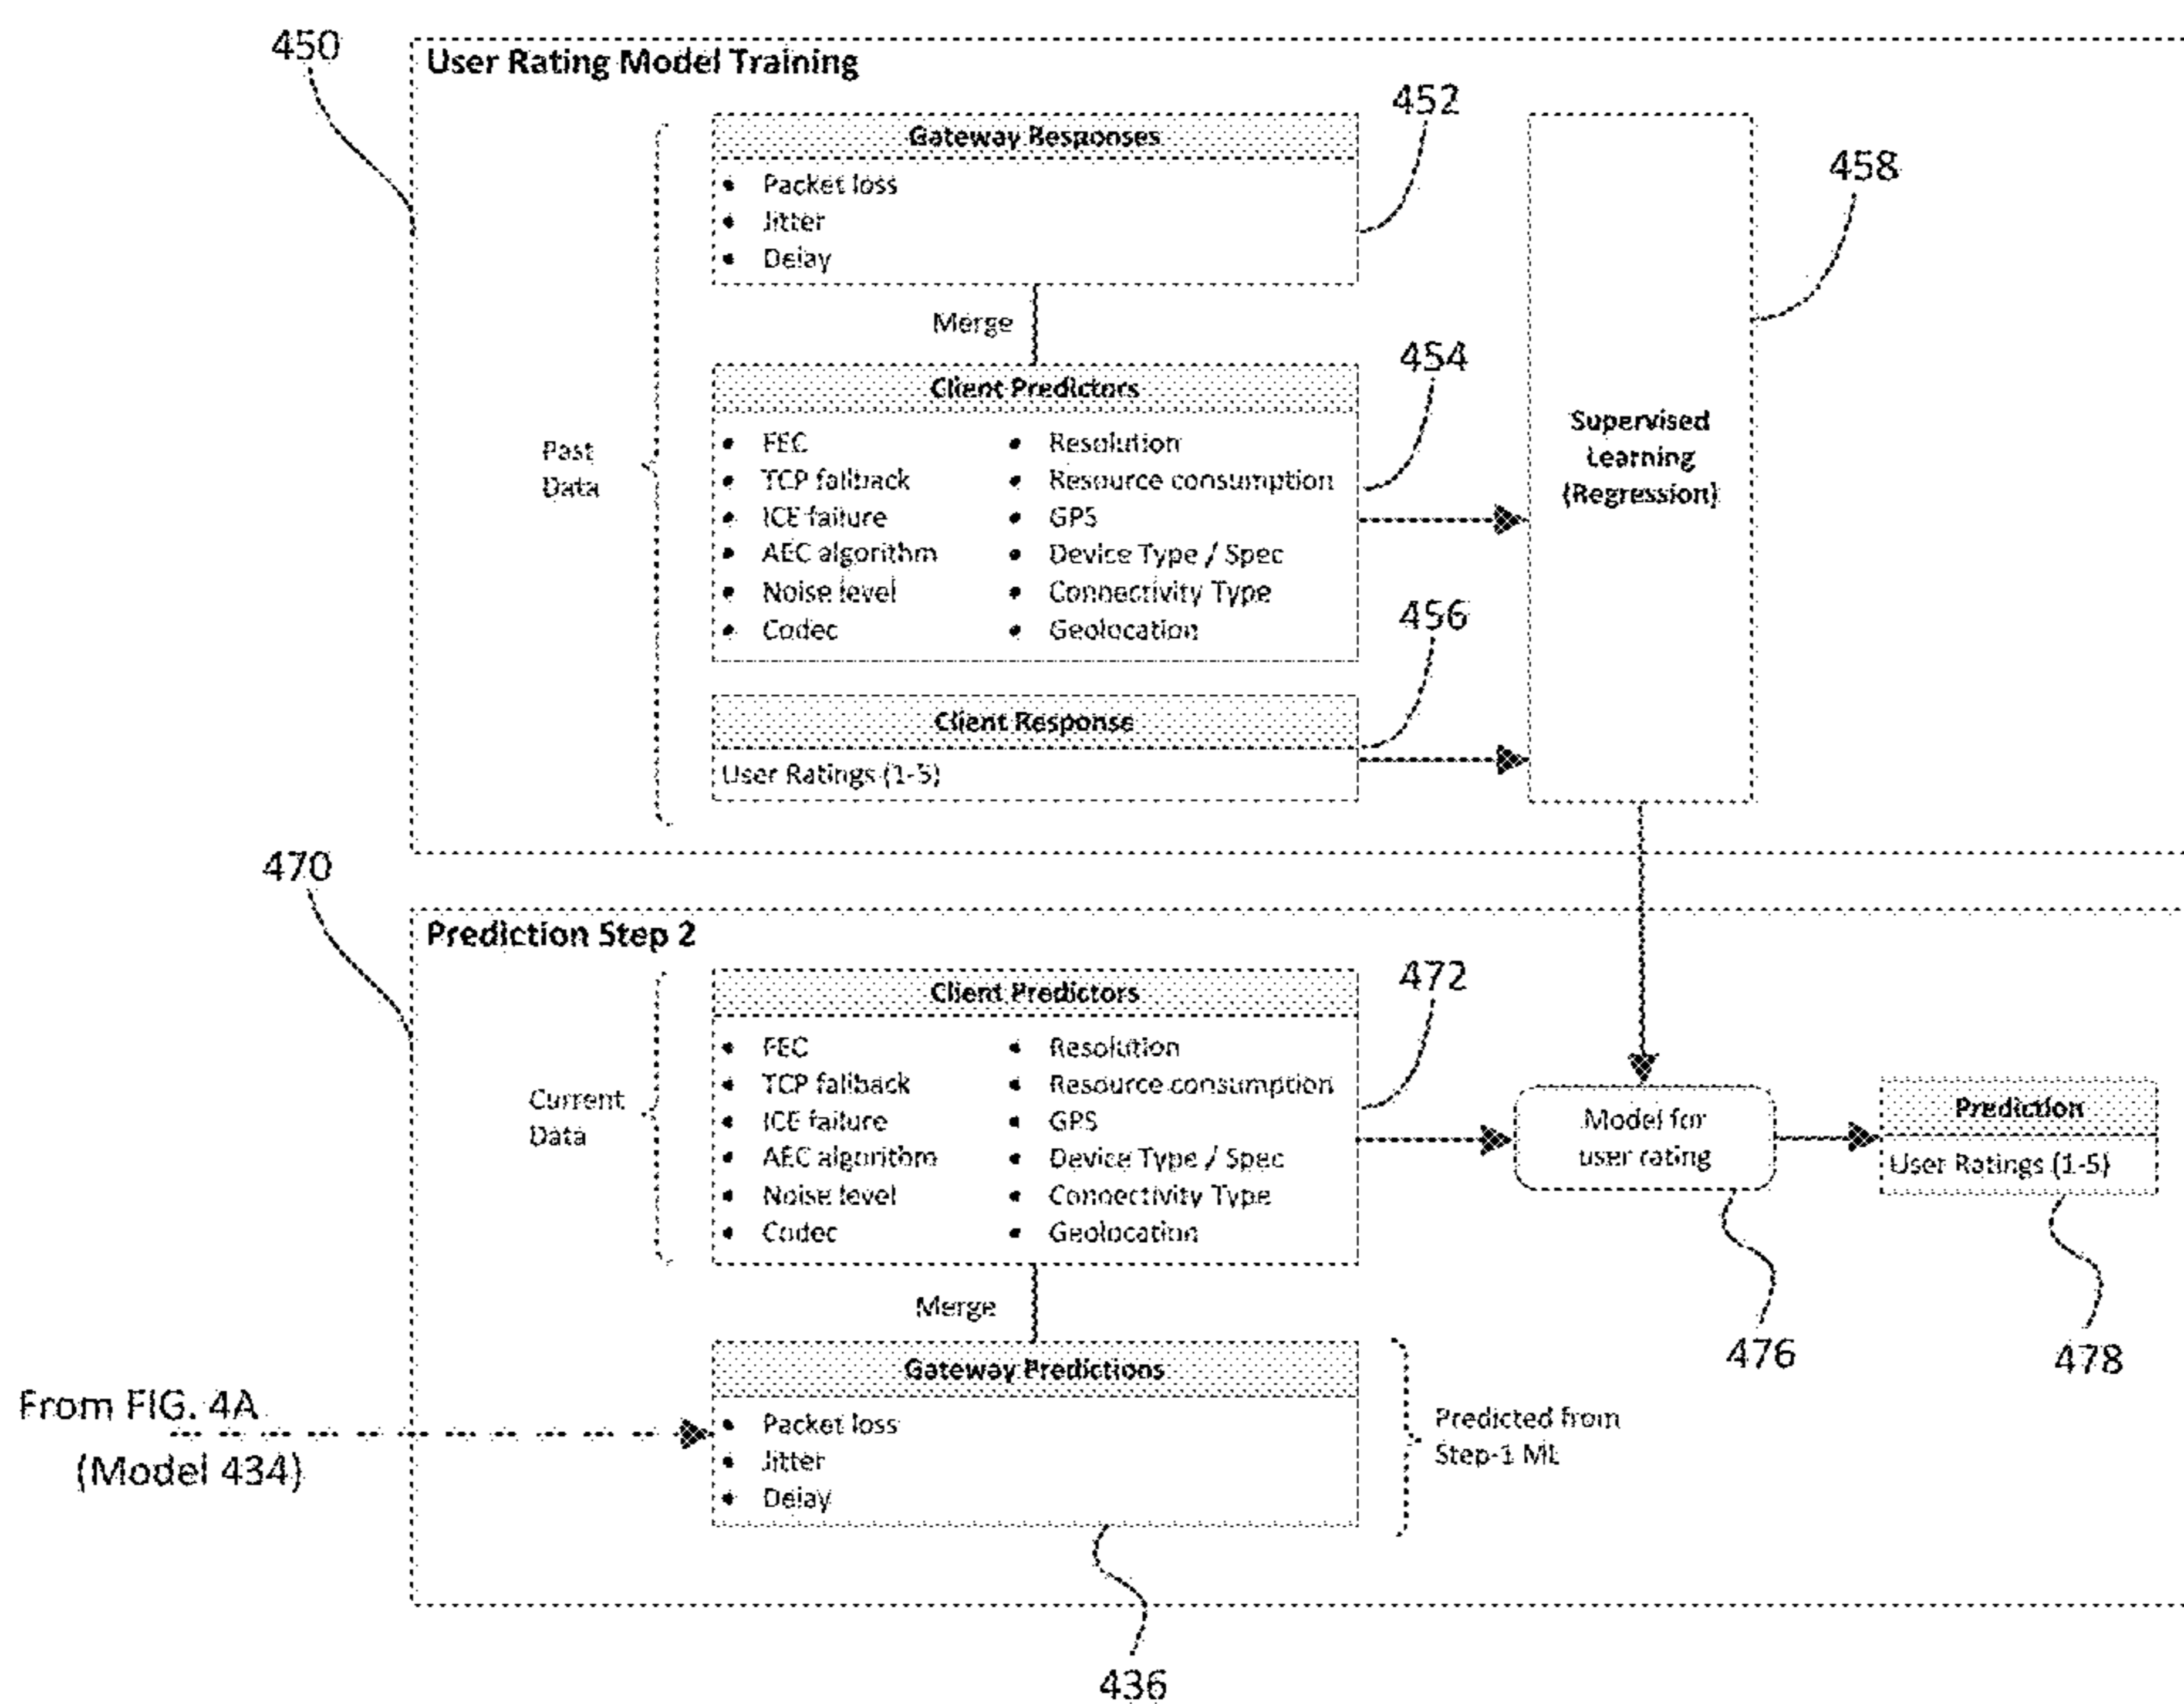 450
User Rating Model Training
452
Gateway Responses
458
• Packet loss
• Jitter
• Delay
Merge
454
Client Predictors
Past
Data
• FEC
• TCP fallback
• ICE failure
• AEC algorithm
• Noise level
• Codec
• Resolution
• Resource consumption
• GPS
• Device Type / Spec
• Connectivity Type
• Geolocation
Supervised
Learning
(Regression)
456
Client Response
User Ratings (1-5)
470
Prediction Step 2
472
Client Predictors
Current
Data
• FEC
• TCP fallback
• ICE failure
• AEC algorithm
• Noise level
• Codec
• Resolution
• Resource consumption
• GPS
• Device Type / Spec
• Connectivity Type
• Geolocation
Model for
user rating
Prediction
User Ratings (1-5)
476
478
Merge
Gateway Predictions
From FIG. 4A
(Model 434)
• Packet loss
• Jitter
• Delay
Predicted from
Step-1 ML
436